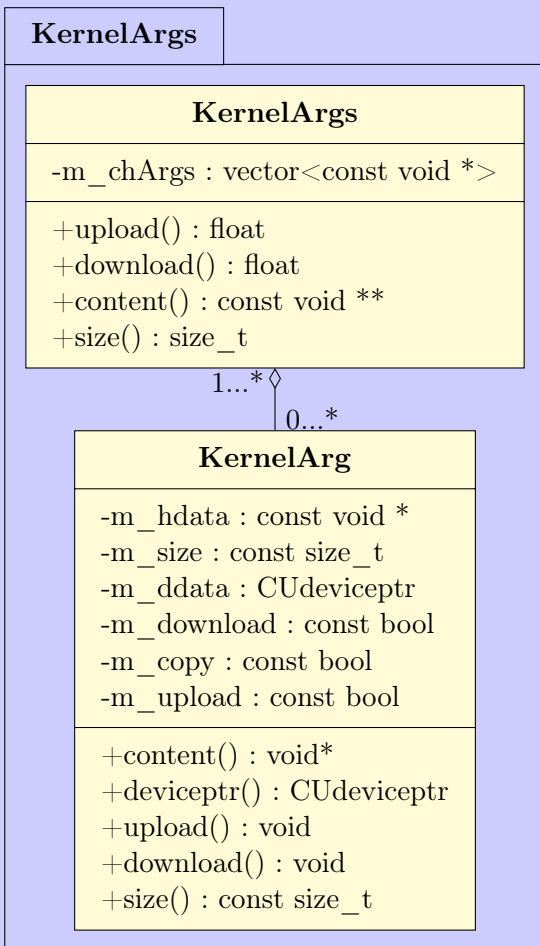 KernelArgs
KernelArgs
-m_chArgs : vector<const void *>
+upload() : float
+download() : float
+content() : const void **
+size() : size_t
1...*
0...*
KernelArg
-m_hdata : const void *
-m_size : const size_t
-m_ddata : CUdeviceptr
-m_download : const bool
-m_copy : const bool
-m_upload : const bool
+content() : void*
+deviceptr() : CUdeviceptr
+upload() : void
+download() : void
+size() : const size_t